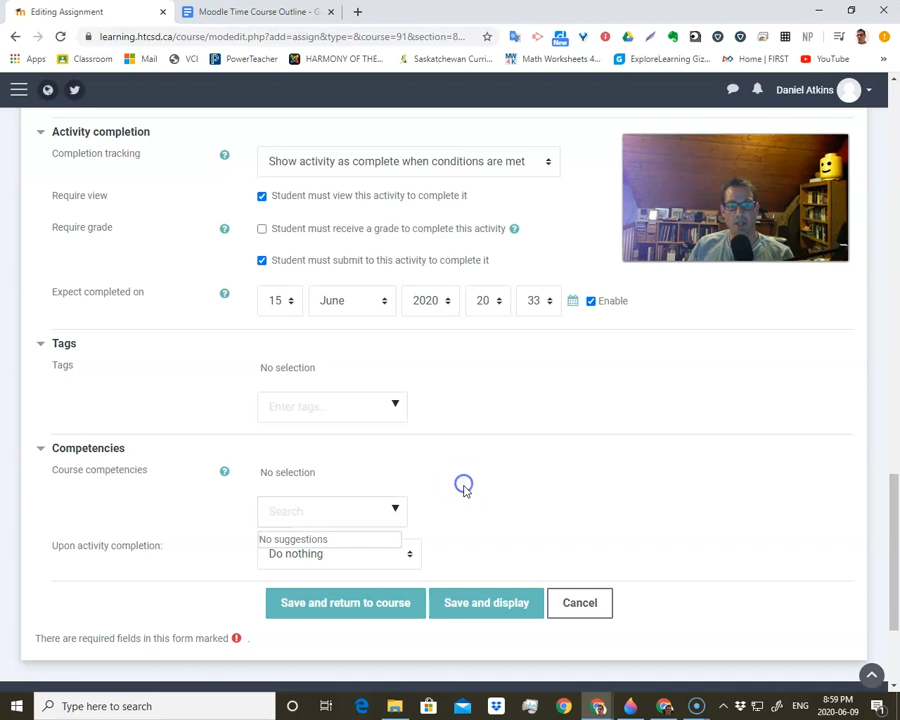 Editing Assignment
Moodle Time Course Outline - G
learning.htcsd.ca/course/modedit.php?add=assign&type=&course=91&section=8...
New
NP
Apps
Classroom
Mail
VCI
PowerTeacher
HARMONY OF THE...
Saskatchewan Curri...
Math Worksheets 4...
ExploreLearning Giz...
Home | FIRST
YouTube
»
Daniel Atkins
Activity completion
Completion tracking
Show activity as complete when conditions are met
Require view
Student must view this activity to complete it
Require grade
Student must receive a grade to complete this activity
Student must submit to this activity to complete it
Expect completed on
15
June
2020
20
33
Enable
Tags
Tags
No selection
Enter tags...
Competencies
Course competencies
No selection
Search
No suggestions
Upon activity completion:
Do nothing
Save and return to course
Save and display
Cancel
There are required fields in this form marked .
Type here to search
ENG
8:59 PM
2020-06-09
1